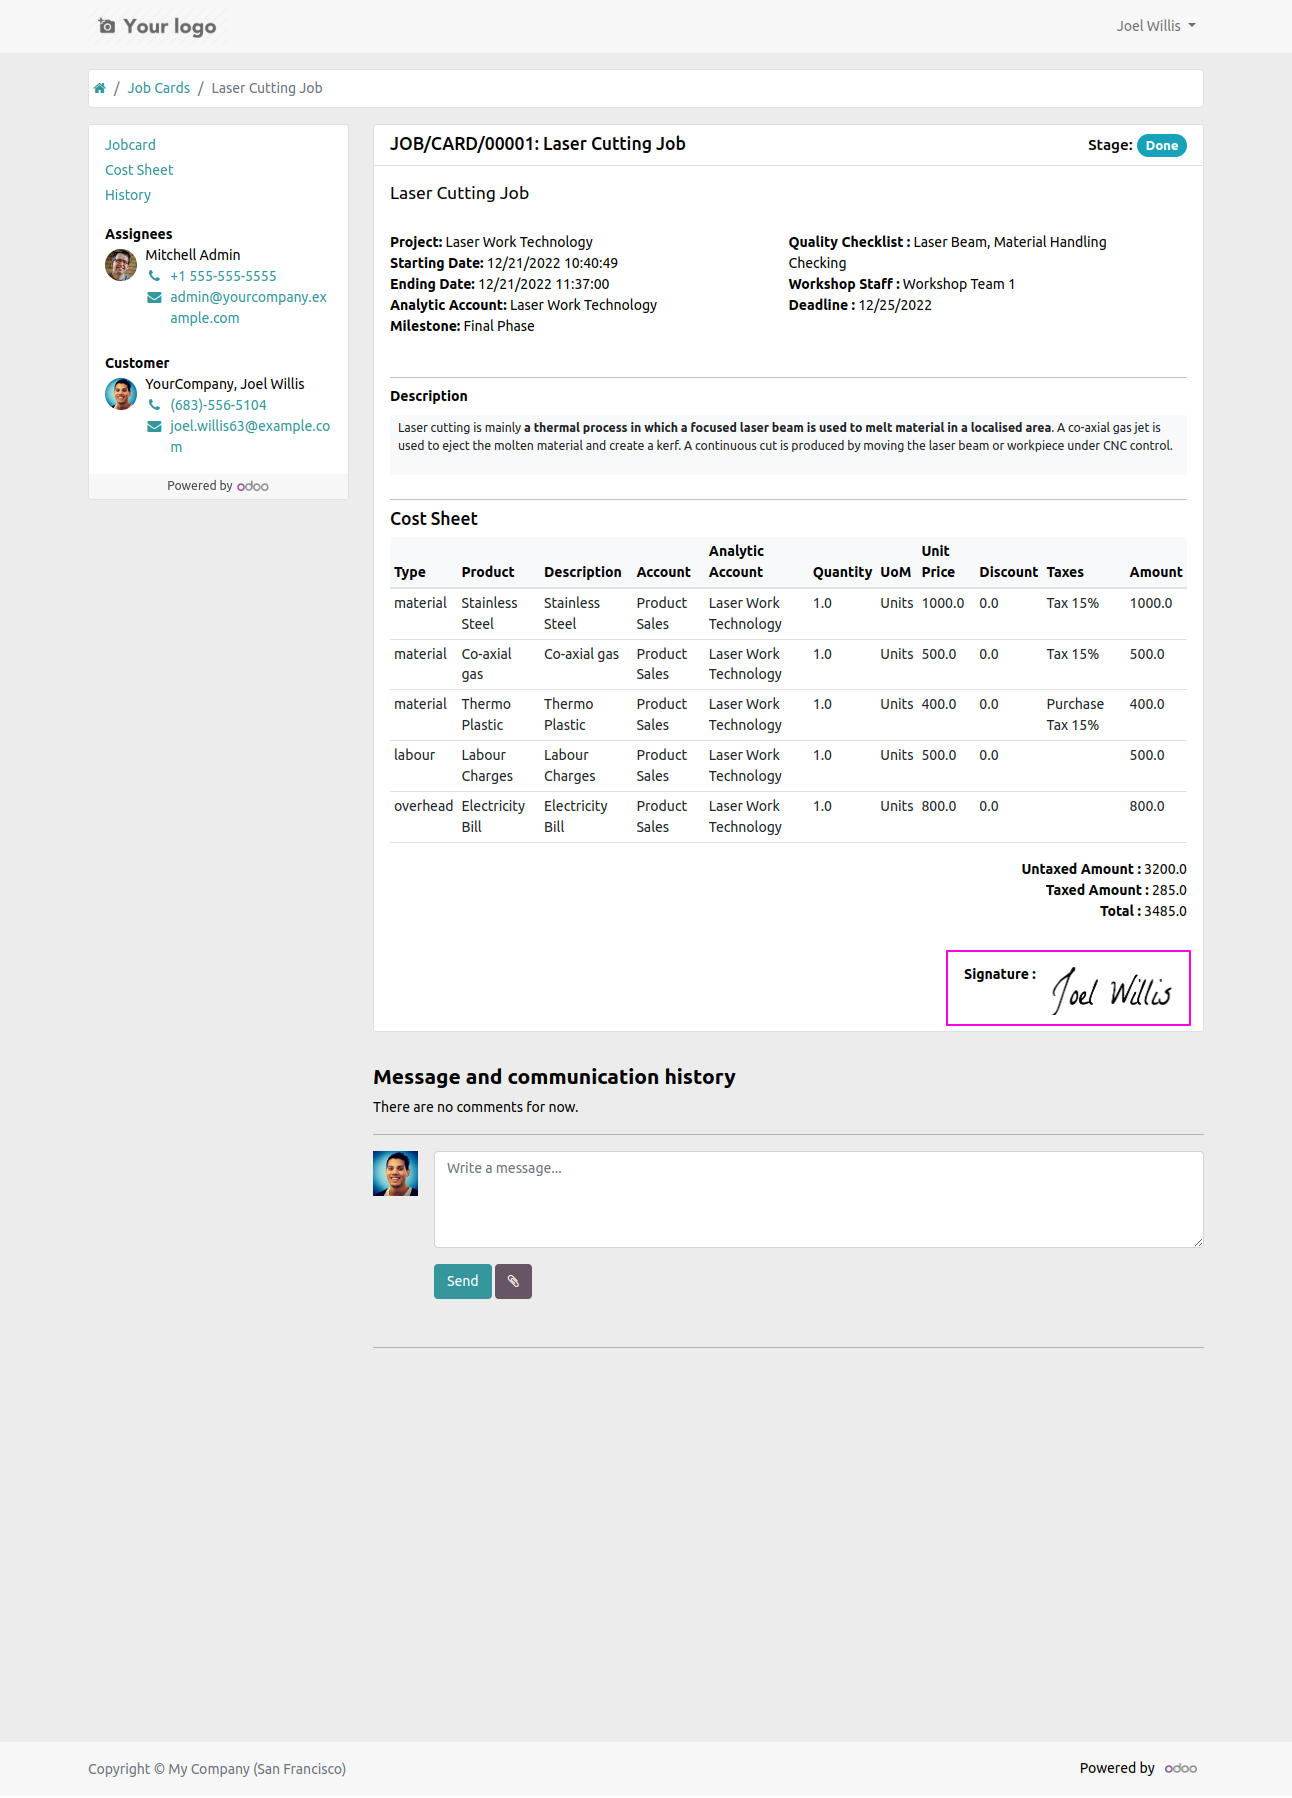 Your logo
Joel Willis
/ Job Cards / Laser Cutting Job
Jobcard
Cost Sheet
History
Assignees
Mitchell Admin
+1 555-555-5555
admin@yourcompany.ex
ample.com
Customer
YourCompany, Joel Willis
(683)-556-5104
joel.willis63@example.co
m
Powered by odoo
JOB/CARD/00001: Laser Cutting Job
Stage: Done
Laser Cutting Job
Project: Laser Work Technology
Starting Date: 12/21/2022 10:40:49
Ending Date: 12/21/2022 11:37:00
Analytic Account: Laser Work Technology
Milestone: Final Phase
Quality Checklist : Laser Beam, Material Handling
Checking
Workshop Staff : Workshop Team 1
Deadline : 12/25/2022
Description
Laser cutting is mainly a thermal process in which a focused laser beam is used to melt material in a localised area. A co-axial gas jet is
used to eject the molten material and create a kerf. A continuous cut is produced by moving the laser beam or workpiece under CNC control.
Cost Sheet
Analytic Unit
Type Product Description Account Account Quantity UoM Price Discount Taxes Amount
material Stainless Stainless Product Laser Work 1.0 Units 1000.0 0.0 Tax 15% 1000.0
Steel Steel Sales Technology
material Co-axial Co-axial gas Product Laser Work 1.0 Units 500.0 0.0 Tax 15% 500.0
gas Sales Technology
material Thermo Thermo Product Laser Work 1.0 Units 400.0 0.0 Purchase 400.0
Plastic Plastic Sales Technology Tax 15%
labour Labour Labour Product Laser Work 1.0 Units 500.0 0.0 500.0
Charges Charges Sales Technology
overhead Electricity Electricity Product Laser Work 1.0 Units 800.0 0.0 800.0
Bill Bill Sales Technology
Untaxed Amount : 3200.0
Taxed Amount : 285.0
Total : 3485.0
Signature : Joel Willis
Message and communication history
There are no comments for now.
Write a message...
Send
Copyright © My Company (San Francisco)
Powered by odoo